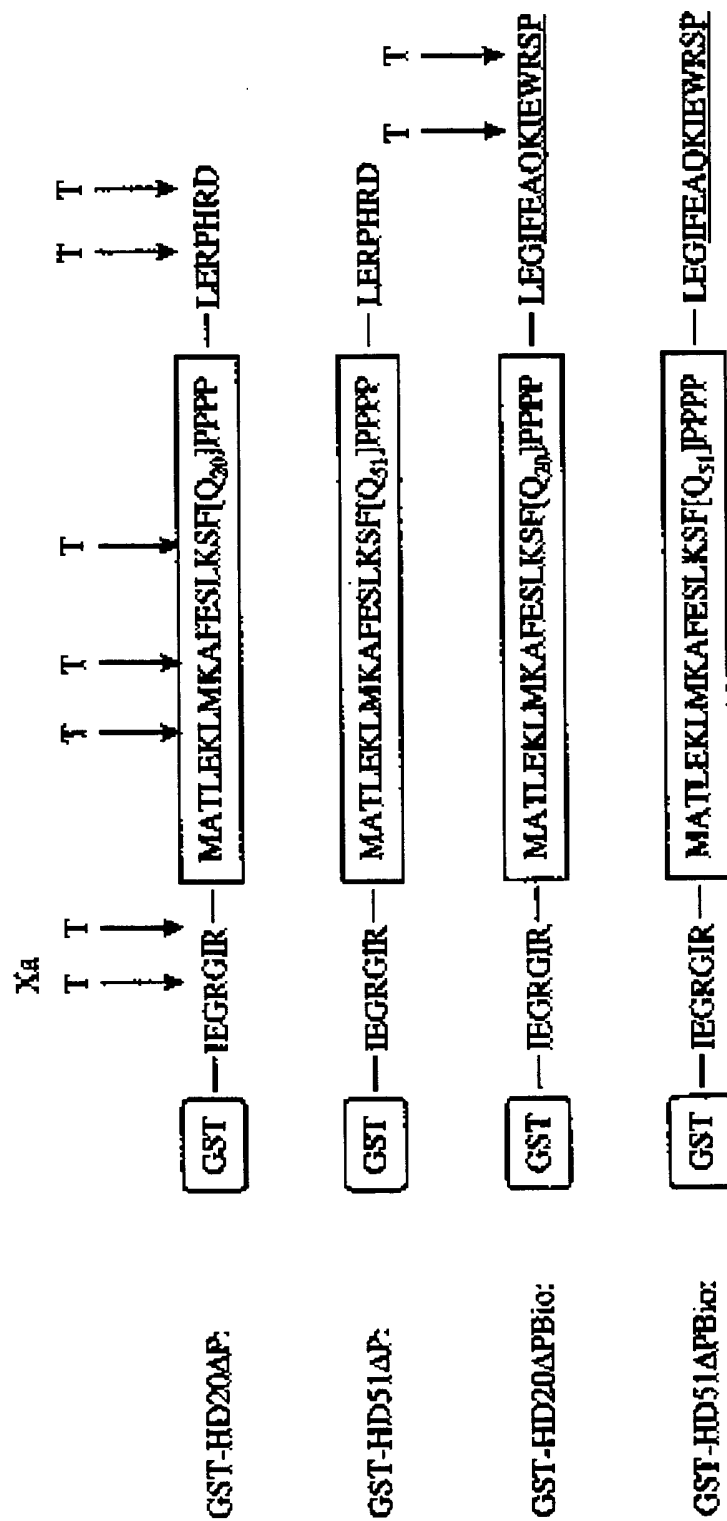 Xa
T T T T T T T
GST-HD20ΔP: GST IEGRGIR MATLEKLMKAFESLKSF[Q20]PPPP LERPHRD
GST-HD51ΔP: GST IEGRGIR MATLEKLMKAFESLKSF[Q51]PPPP LERPHRD
T T
GST-HD20ΔPBio: GST IEGRGIR MATLEKLMKAFESLKSF[Q20]PPPP LEGIFEAQKIEWRSP
GST-HD51ΔPBio: GST IEGRGIR MATLEKLMKAFESLKSF[Q51]PPPP LEGIFEAQKIEWRSP